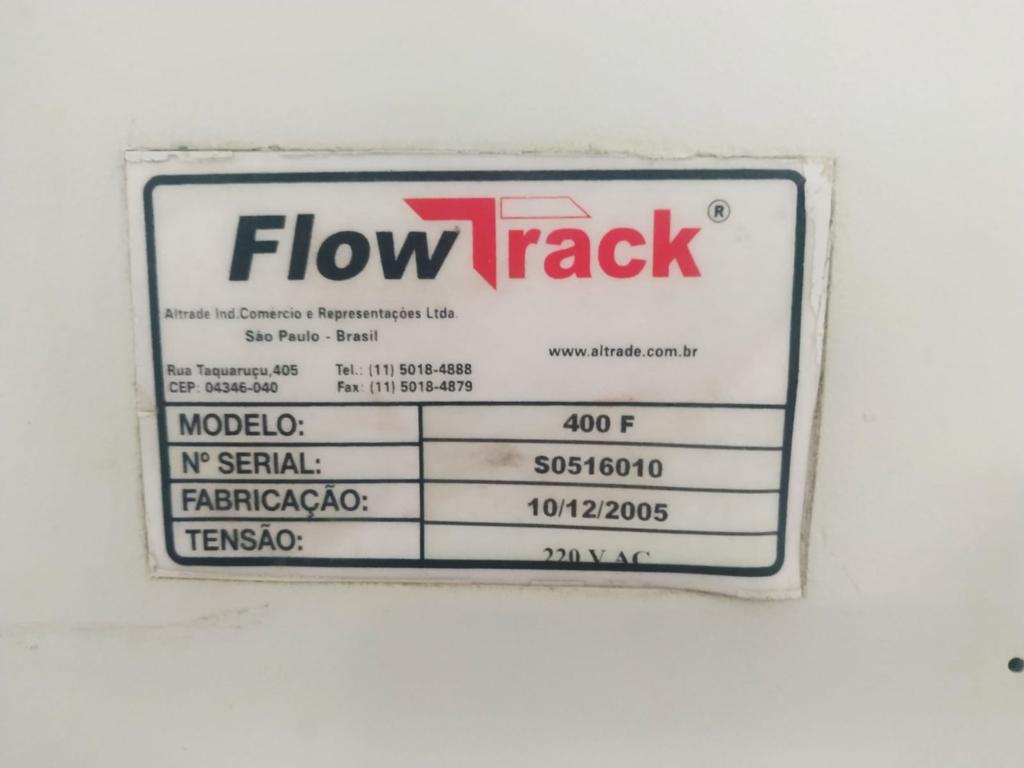 FlowTrack ®
Altrade Ind.Comércio e Representações Ltda.
São Paulo - Brasil
www.altrade.com.br
Rua Taquaruçu,405 Tel.: (11) 5018-4888
CEP: 04346-040 Fax: (11) 5018-4879
MODELO: 400 F
Nº SERIAL: S0516010
FABRICAÇÃO: 10/12/2005
TENSÃO: 220 V AC